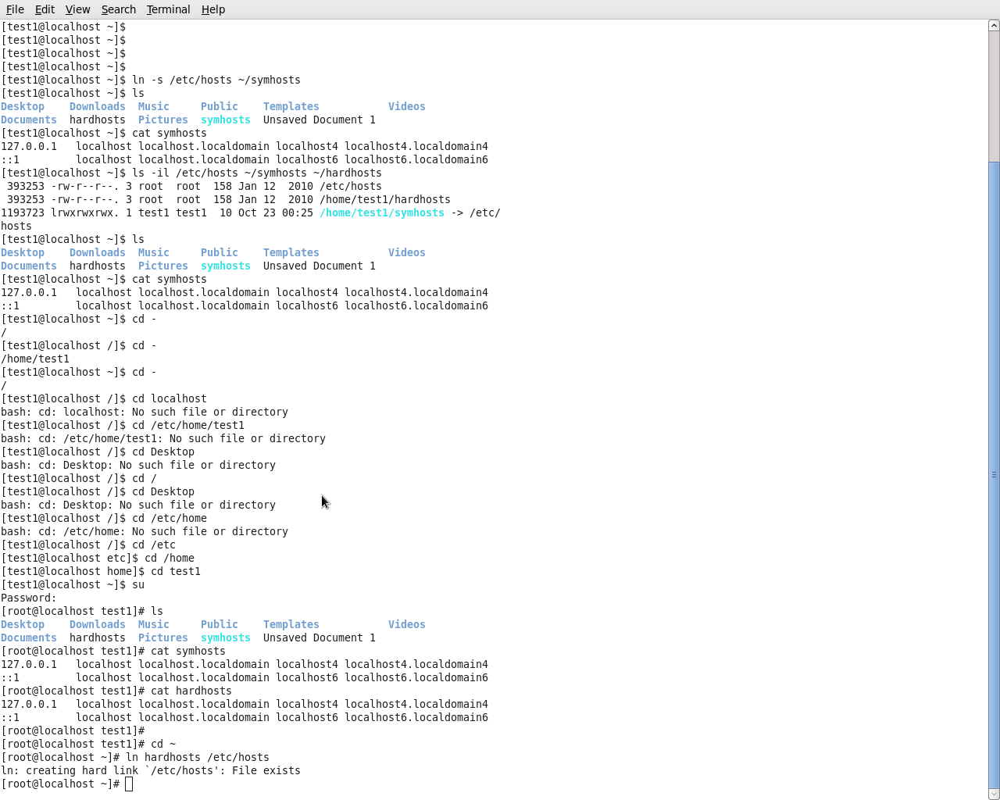 File Edit View Search Terminal Help
[test1@localhost ~]$
[test1@localhost ~]$
[test1@localhost ~]$
[test1@localhost ~]$
[test1@localhost ~]$ ln -s /etc/hosts ~/symhosts
[test1@localhost ~]$ ls
Desktop    Downloads  Music     Public    Templates           Videos
Documents  hardhosts  Pictures  symhosts  Unsaved Document 1
[test1@localhost ~]$ cat symhosts
127.0.0.1   localhost localhost.localdomain localhost4 localhost4.localdomain4
::1         localhost localhost.localdomain localhost6 localhost6.localdomain6
[test1@localhost ~]$ ls -il /etc/hosts ~/symhosts ~/hardhosts
 393253 -rw-r--r--. 3 root  root  158 Jan 12  2010 /etc/hosts
 393253 -rw-r--r--. 3 root  root  158 Jan 12  2010 /home/test1/hardhosts
1193723 lrwxrwxrwx. 1 test1 test1  10 Oct 23 00:25 /home/test1/symhosts -> /etc/
hosts
[test1@localhost ~]$ ls
Desktop    Downloads  Music     Public    Templates           Videos
Documents  hardhosts  Pictures  symhosts  Unsaved Document 1
[test1@localhost ~]$ cat symhosts
127.0.0.1   localhost localhost.localdomain localhost4 localhost4.localdomain4
::1         localhost localhost.localdomain localhost6 localhost6.localdomain6
[test1@localhost ~]$ cd -
/
[test1@localhost /]$ cd -
/home/test1
[test1@localhost ~]$ cd -
/
[test1@localhost /]$ cd localhost
bash: cd: localhost: No such file or directory
[test1@localhost /]$ cd /etc/home/test1
bash: cd: /etc/home/test1: No such file or directory
[test1@localhost /]$ cd Desktop
bash: cd: Desktop: No such file or directory
[test1@localhost /]$ cd /
[test1@localhost /]$ cd Desktop
bash: cd: Desktop: No such file or directory
[test1@localhost /]$ cd /etc/home
bash: cd: /etc/home: No such file or directory
[test1@localhost /]$ cd /etc
[test1@localhost etc]$ cd /home
[test1@localhost home]$ cd test1
[test1@localhost ~]$ su
Password:
[root@localhost test1]# ls
Desktop    Downloads  Music     Public    Templates           Videos
Documents  hardhosts  Pictures  symhosts  Unsaved Document 1
[root@localhost test1]# cat symhosts
127.0.0.1   localhost localhost.localdomain localhost4 localhost4.localdomain4
::1         localhost localhost.localdomain localhost6 localhost6.localdomain6
[root@localhost test1]# cat hardhosts
127.0.0.1   localhost localhost.localdomain localhost4 localhost4.localdomain4
::1         localhost localhost.localdomain localhost6 localhost6.localdomain6
[root@localhost test1]#
[root@localhost test1]# cd ~
[root@localhost ~]# ln hardhosts /etc/hosts
ln: creating hard link `/etc/hosts': File exists
[root@localhost ~]#